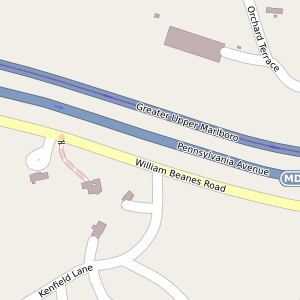 Orchard Terrace
Greater Upper Marlboro
Pennsylvania Avenue
MD
William Beanes Road
Kenfield Lane